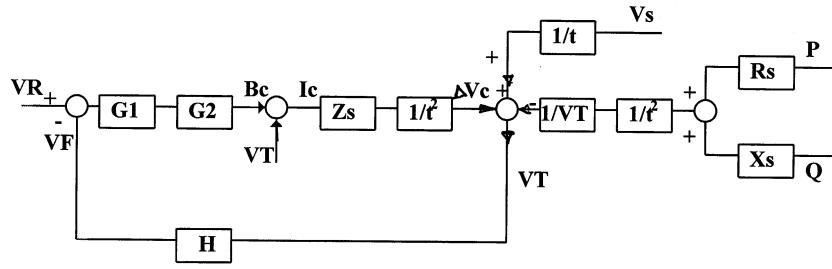 Vs
1/t
+
P
Rs
VR
+
G1
G2
Bc
Ic
Zs
1/t²
Vc
+
-
1/VT
1/t²
+
+
-
VF
VT
VT
Xs
Q
H